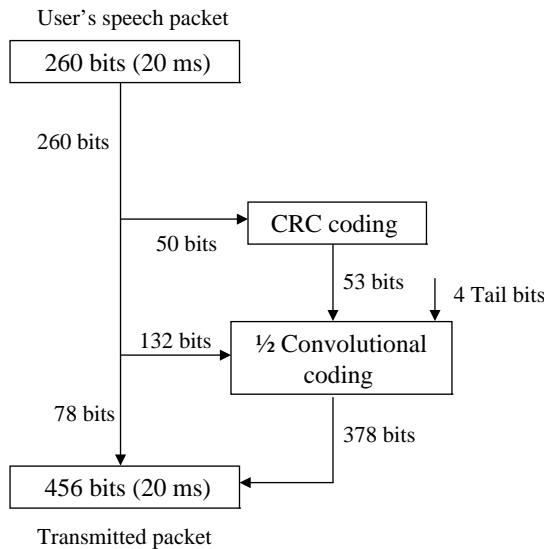 User's speech packet
260 bits (20 ms)
260 bits
CRC coding
50 bits
53 bits
4 Tail bits
132 bits
½ Convolutional
coding
78 bits
378 bits
456 bits (20 ms)
Transmitted packet